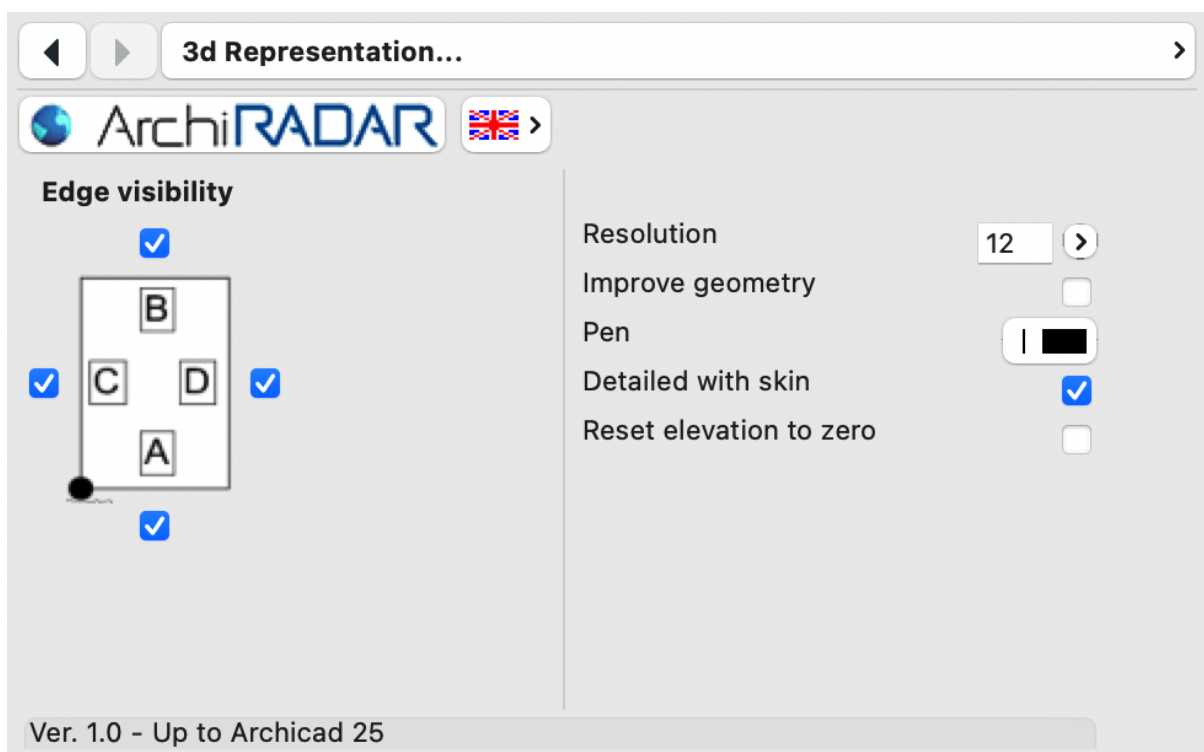 3d Representation...
ArchiRADAR
Edge visibility
B
C D
A
Resolution 12
Improve geometry
Pen
Detailed with skin
Reset elevation to zero
Ver. 1.0 - Up to Archicad 25